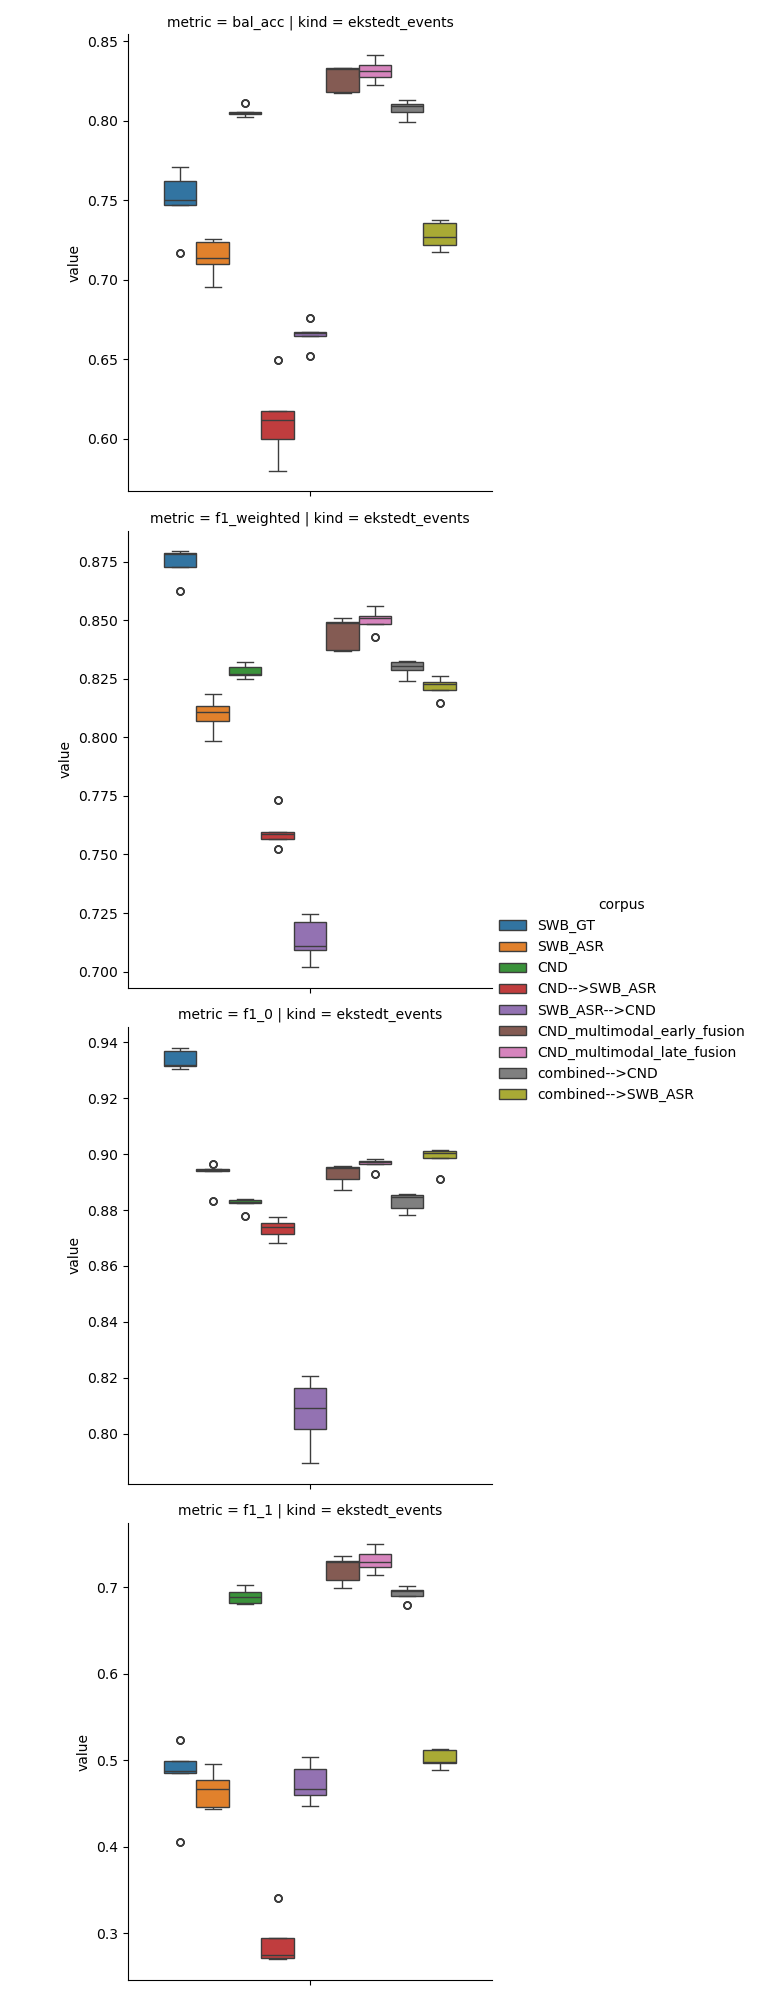 metric = bal_acc | kind = ekstedt_events
0.85
0.80
0.75
0.70
0.65
0.60
value
metric = f1_weighted | kind = ekstedt_events
0.875
0.850
0.825
0.800
0.775
0.750
0.725
0.700
value
corpus
SWB_GT
SWB_ASR
CND
CND-->SWB_ASR
SWB_ASR-->CND
CND_multimodal_early_fusion
CND_multimodal_late_fusion
combined-->CND
combined-->SWB_ASR
metric = f1_0 | kind = ekstedt_events
0.94
0.92
0.90
0.88
0.86
0.84
0.82
0.80
value
metric = f1_1 | kind = ekstedt_events
0.7
0.6
0.5
0.4
0.3
value